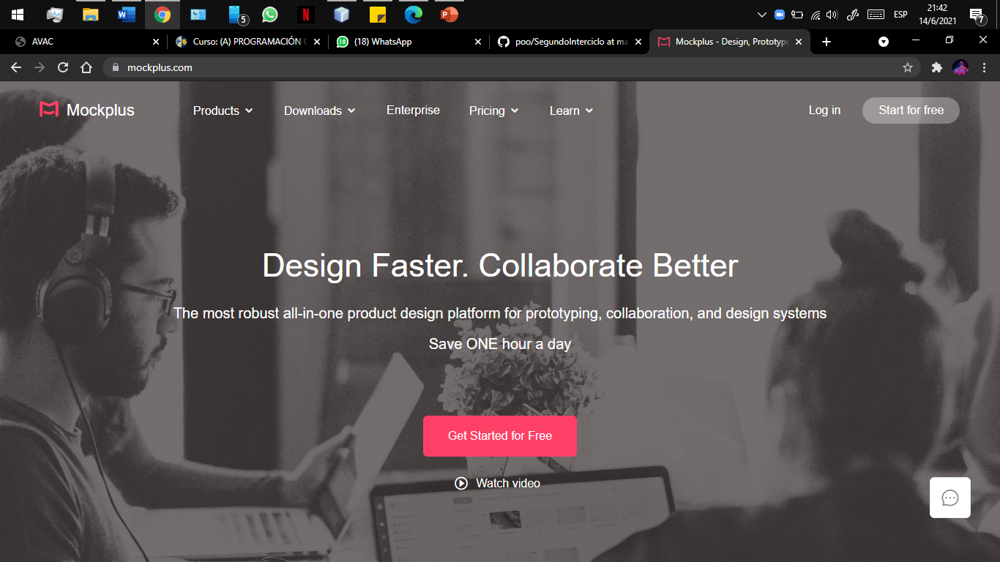 5
ESP
21:42
14/6/2021
7
AVAC
Curso: (A) PROGRAMACIÓN
(18) WhatsApp
poo/SegundoInterciclo at ma
Mockplus - Design, Prototype
18
mockplus.com
Mockplus
Products
Downloads
Enterprise
Pricing
Learn
Log in
Start for free
Design Faster. Collaborate Better
The most robust all-in-one product design platform for prototyping, collaboration, and design systems
Save ONE hour a day
Get Started for Free
Watch video